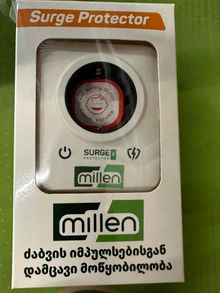 Surge Protector
SURGE
PROTECTOR
millen
millen
ძაბვის იმპულსებისგან
დამცავი მოწყობილობა